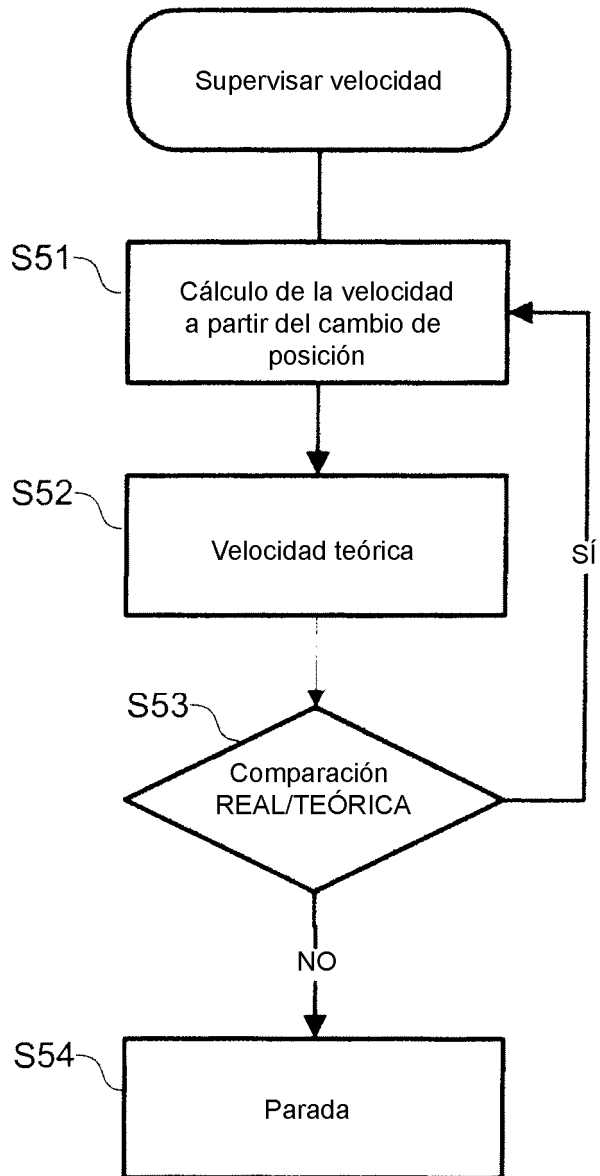 Supervisar velocidad
S51
Cálculo de la velocidad
a partir del cambio de
posición
S52
Velocidad teórica
SÍ
S53
Comparación
REAL/TEÓRICA
NO
S54
Parada